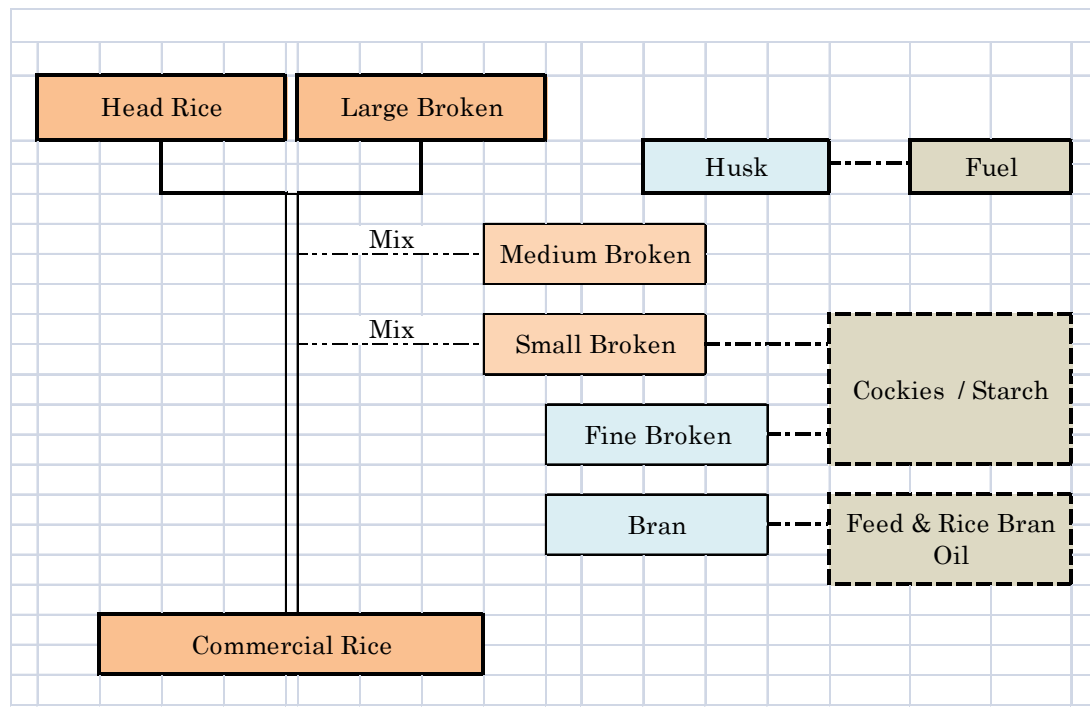 Head Rice
Large Broken
Husk
Fuel
Mix
Medium Broken
Mix
Small Broken
Cockies / Starch
Fine Broken
Bran
Feed & Rice Bran
Oil
Commercial Rice